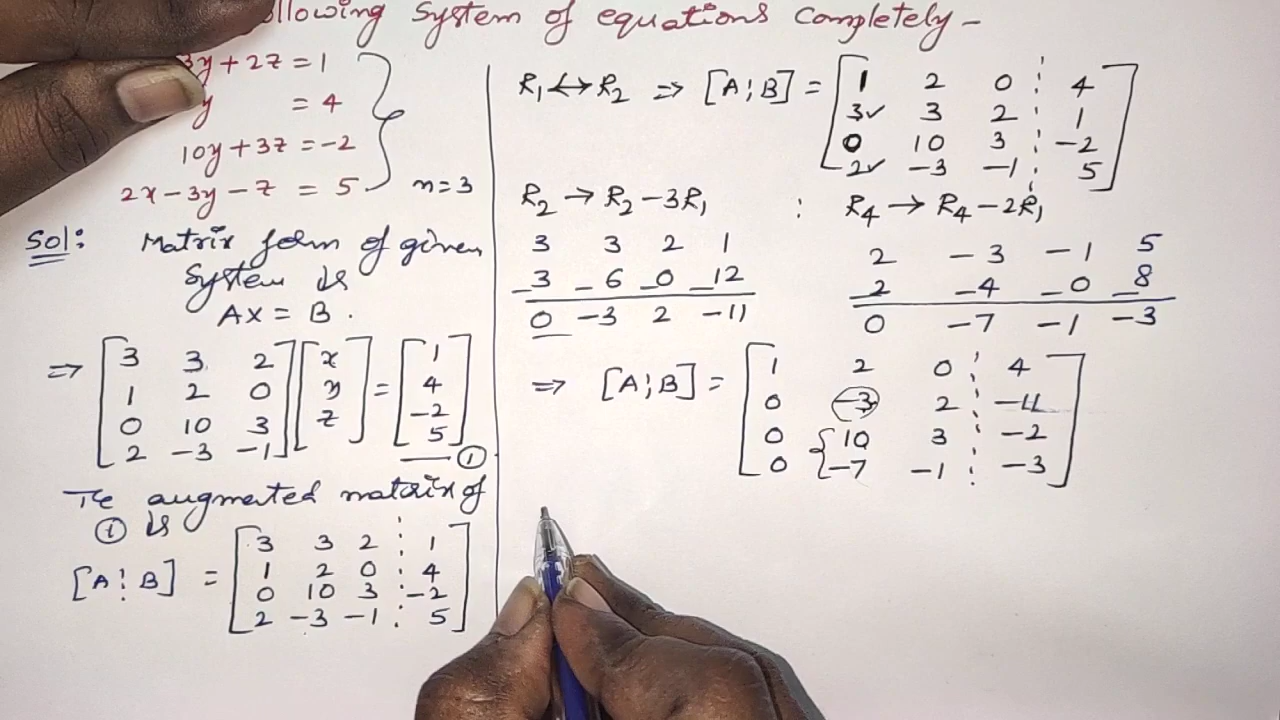 ollowing System of equations Completely -
3y + 2z = 1
y = 4
10y + 3z = -2
2x - 3y - z = 5 n = 3
Sol: Matrix form of given
System is
AX = B.
⇒ [3 3 2] [x] = [1]
[1 2 0] [y] [4]
[0 10 3] [z] [-2]
[2 -3 -1] [5]
— ①
Te augmented matrix of
① is
[A ⋮ B] = [3 3 2 ⋮ 1]
[1 2 0 ⋮ 4]
[0 10 3 ⋮ -2]
[2 -3 -1 ⋮ 5]
R₁ ↔ R₂ ⇒ [A ⋮ B] = [1 2 0 ⋮ 4]
[3✓ 3 2 ⋮ 1]
[0 10 3 ⋮ -2]
[2✓ -3 -1 ⋮ 5]
R₂ → R₂ - 3R₁ : R₄ → R₄ - 2R₁
3 3 2 1
-3 -6 -0 -12
0 -3 2 -11
2 -3 -1 5
-2 -4 -0 -8
0 -7 -1 -3
⇒ [A ⋮ B] = [1 2 0 ⋮ 4]
[0 -3 2 ⋮ -11]
[0 10 3 ⋮ -2]
[0 -7 -1 ⋮ -3]